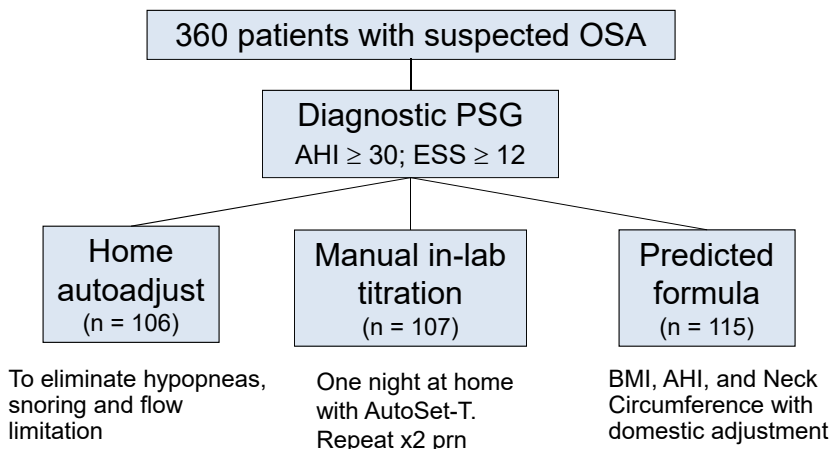 360 patients with suspected OSA
Diagnostic PSG
AHI ≥ 30; ESS ≥ 12
Home
autoadjust
(n = 106)
Manual in-lab
titration
(n = 107)
Predicted
formula
(n = 115)
To eliminate hypopneas,
snoring and flow
limitation
One night at home
with AutoSet-T.
Repeat x2 prn
BMI, AHI, and Neck
Circumference with
domestic adjustment